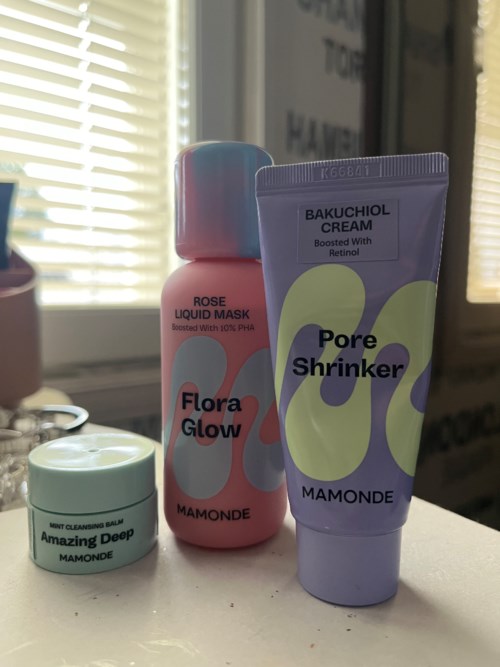 MINT CLEANSING BALM
Amazing Deep
MAMONDE
ROSE
LIQUID MASK
Boosted With 10% PHA
Flora
Glow
MAMONDE
BAKUCHIOL
CREAM
Boosted With
Retinol
Pore
Shrinker
MAMONDE